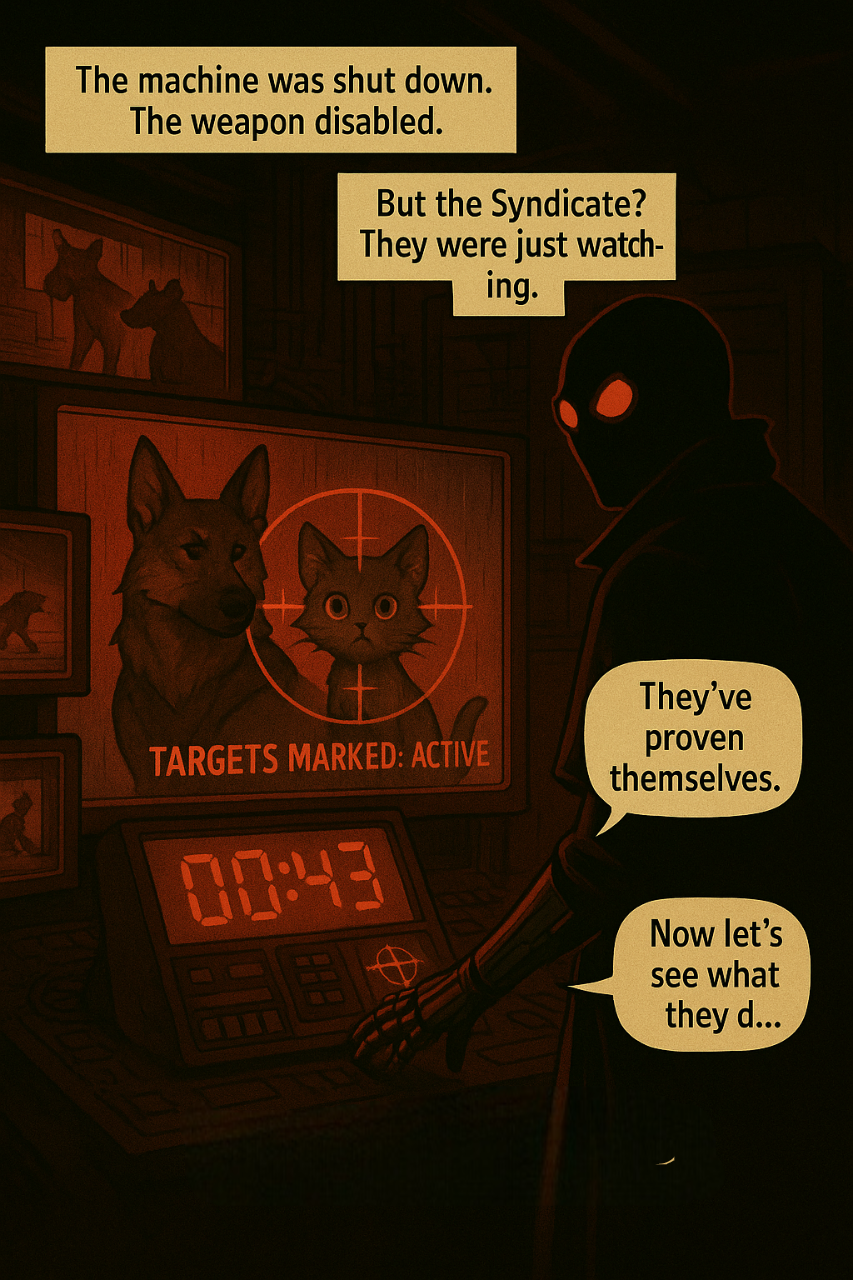 The machine was shut down.
The weapon disabled.
But the Syndicate?
They were just watch-
ing.
TARGETS MARKED: ACTIVE
They've
proven
themselves.
00:43
Now let's
see what
they d...